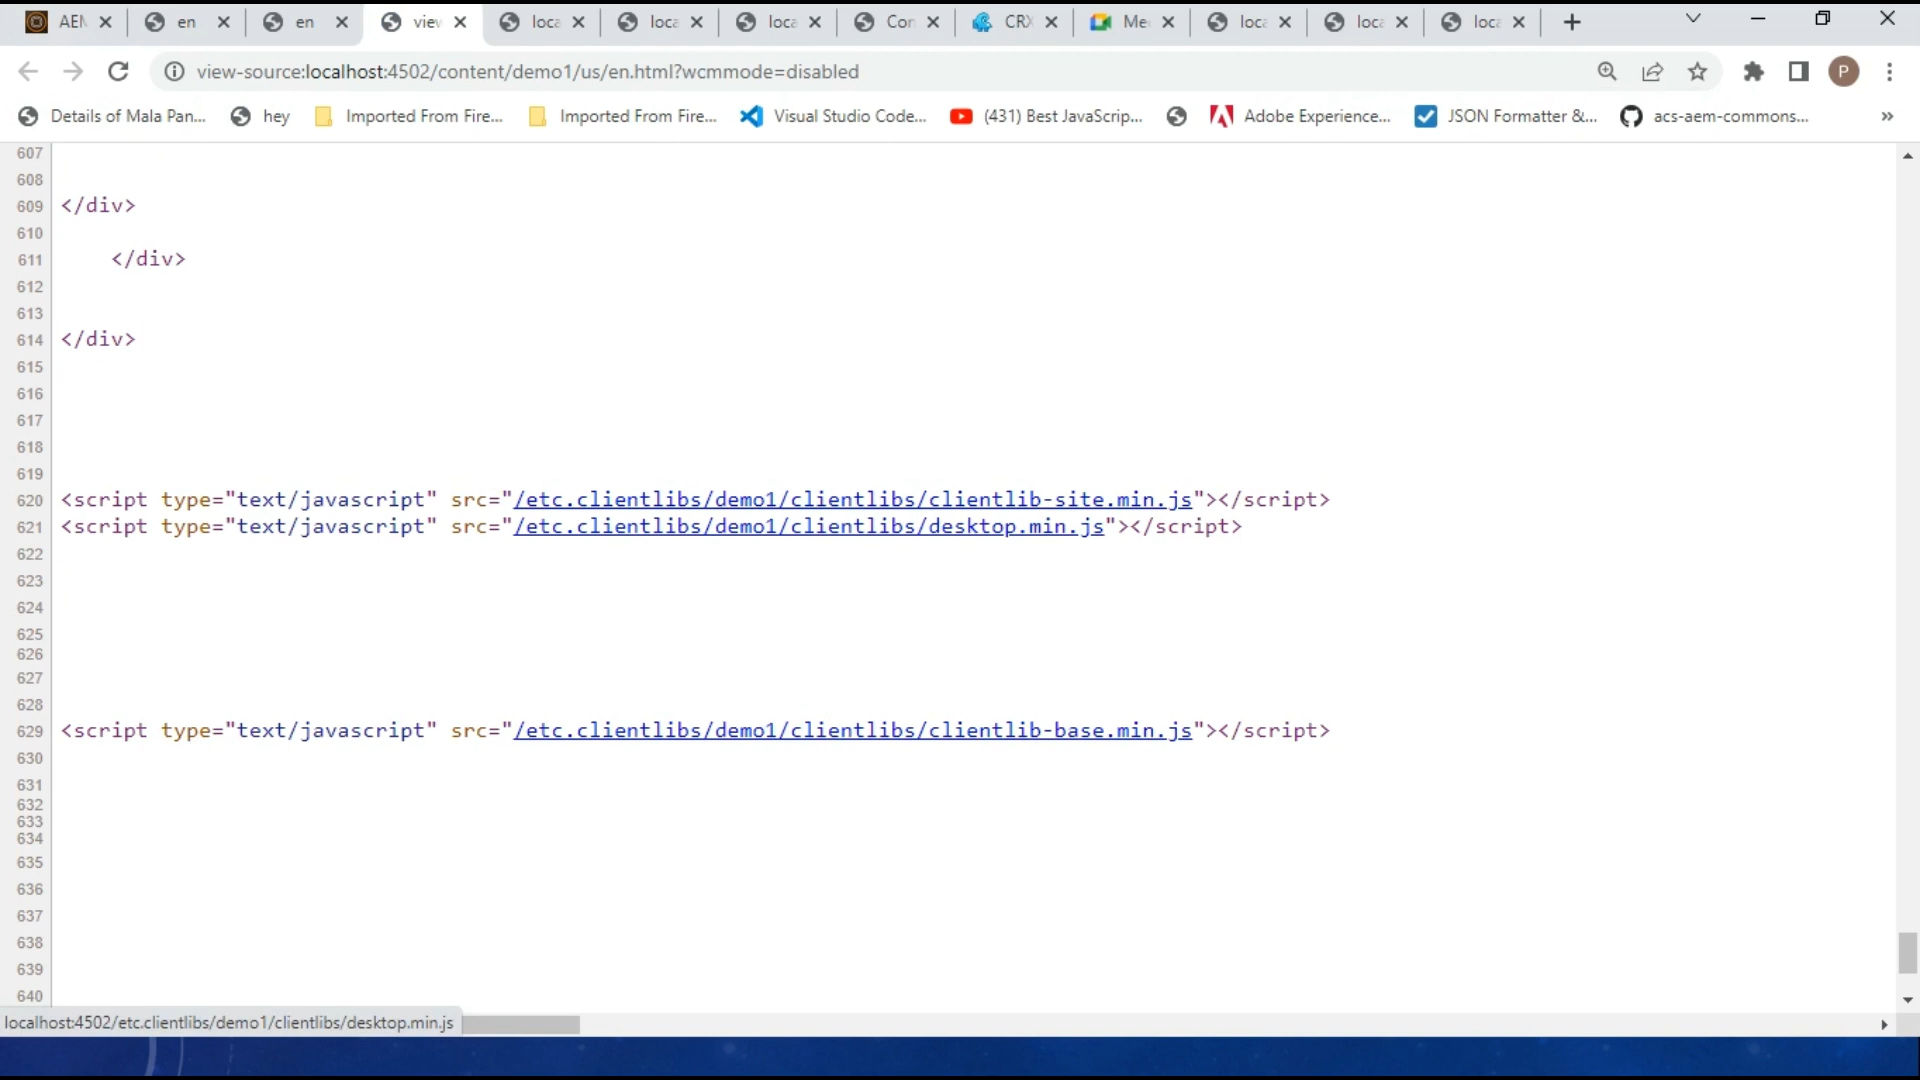 AEM
en
en
view
loca
loca
loca
Con
CRX
Me
loca
loca
loca
view-source:localhost:4502/content/demo1/us/en.html?wcmmode=disabled
P
Details of Mala Pan...
hey
Imported From Fire...
Imported From Fire...
Visual Studio Code...
(431) Best JavaScrip...
Adobe Experience...
JSON Formatter &...
acs-aem-commons...
»
607
608
609 </div>
610
611 </div>
612
613
614 </div>
615
616
617
618
619
620 <script type="text/javascript" src="/etc.clientlibs/demo1/clientlibs/clientlib-site.min.js"></script>
621 <script type="text/javascript" src="/etc.clientlibs/demo1/clientlibs/desktop.min.js"></script>
622
623
624
625
626
627
628
629 <script type="text/javascript" src="/etc.clientlibs/demo1/clientlibs/clientlib-base.min.js"></script>
630
631
632
633
634
635
636
637
638
639
640
localhost:4502/etc.clientlibs/demo1/clientlibs/desktop.min.js